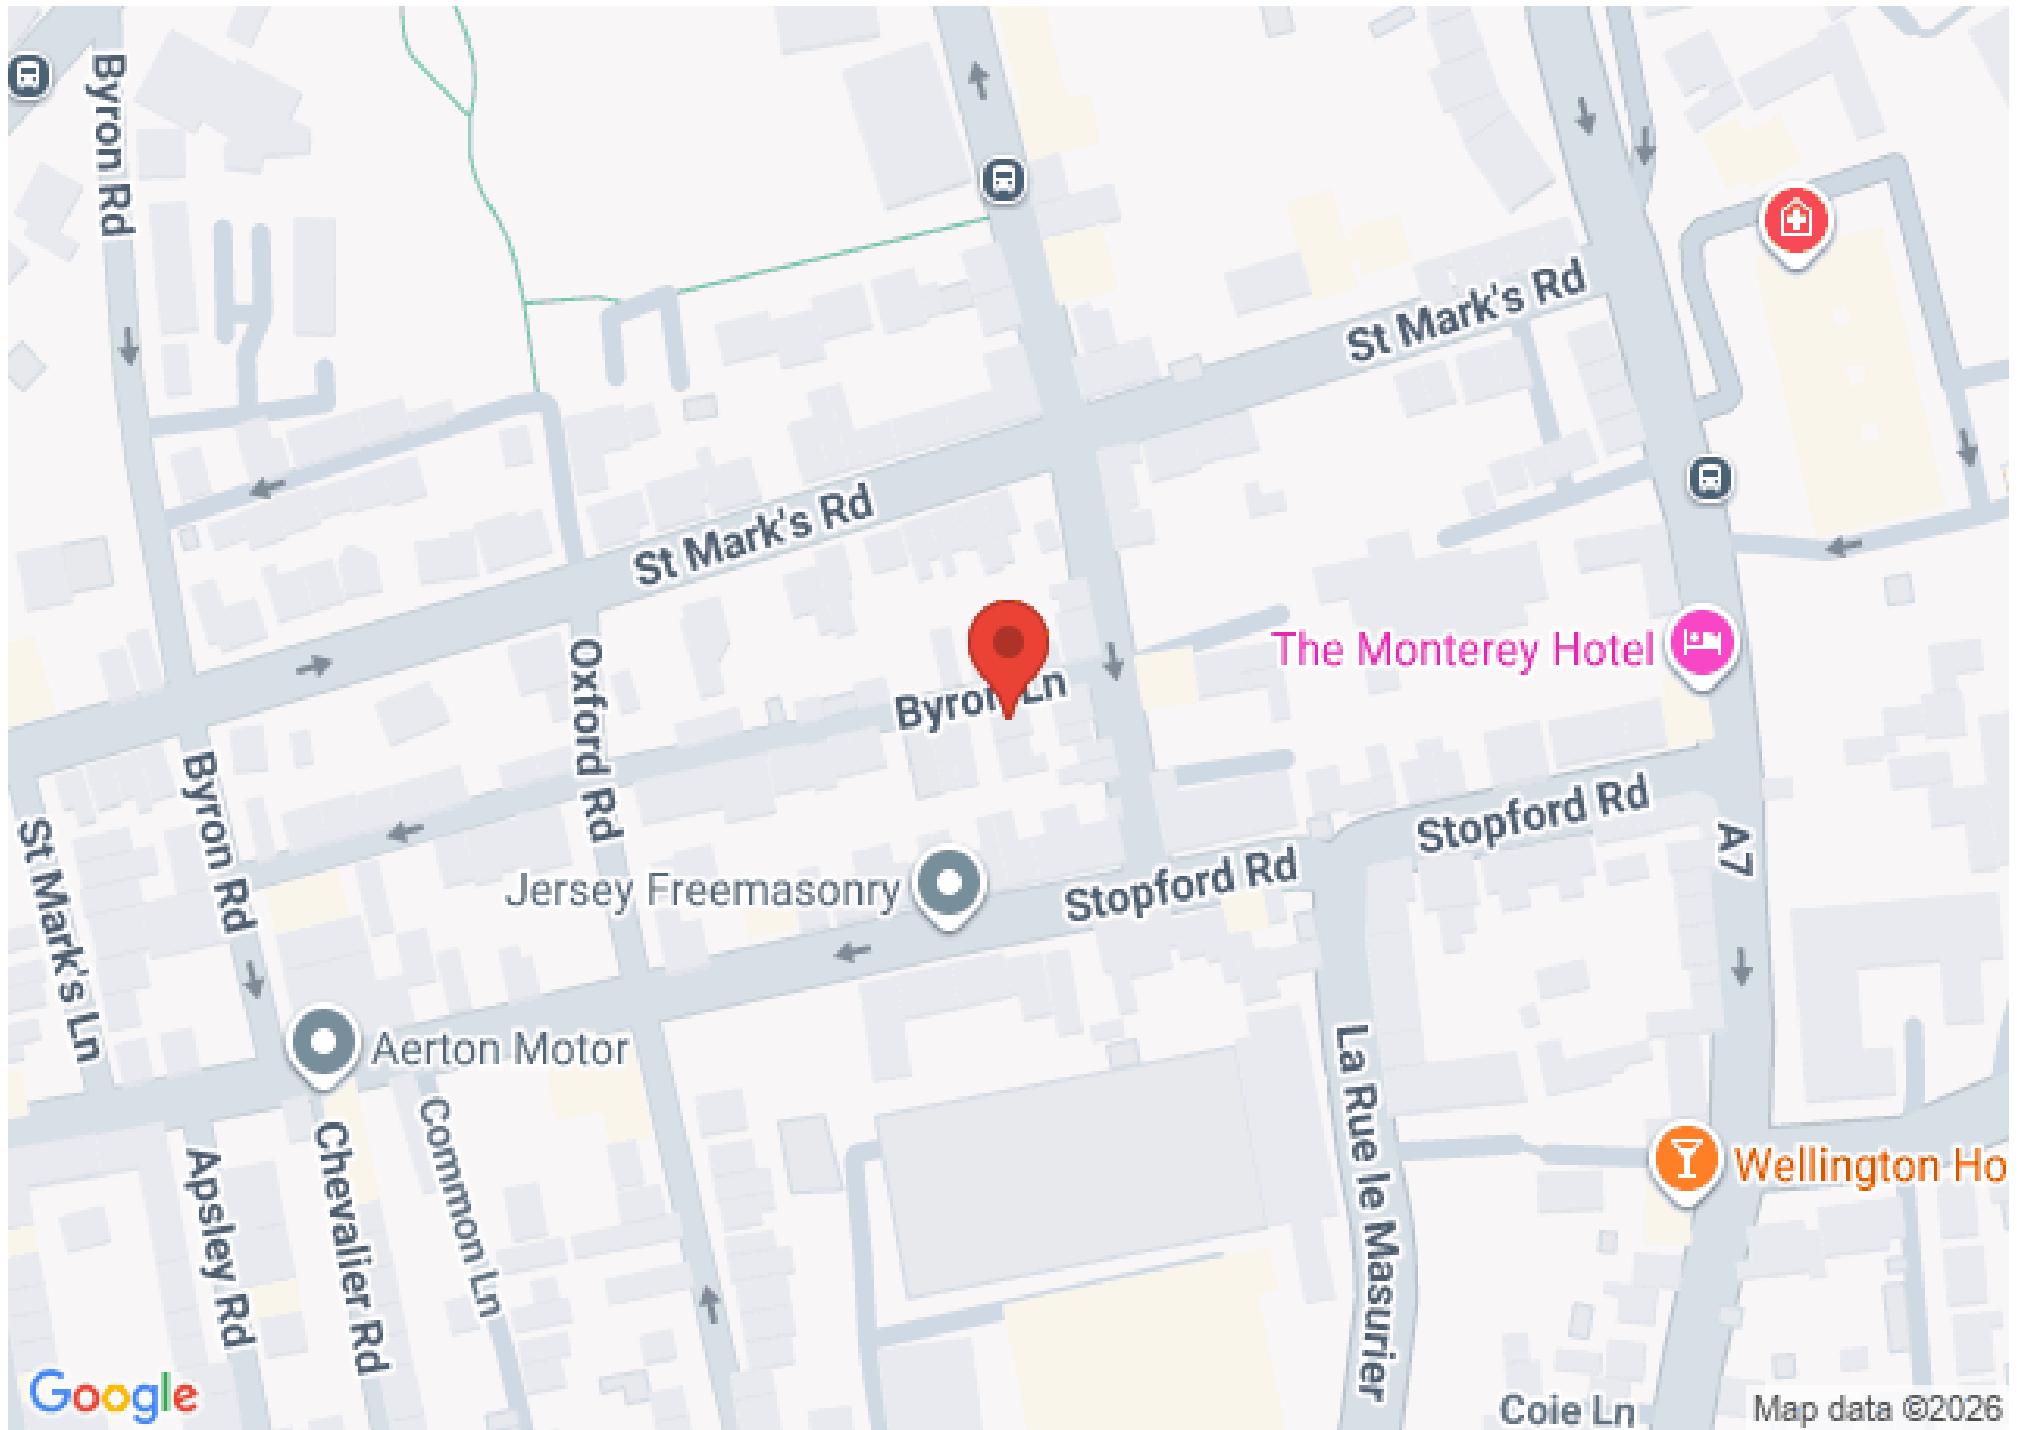 Byron Rd
St Mark's Rd
St Mark's Rd
Oxford Rd
Byron Ln
The Monterey Hotel
Byron Rd
St Mark's Ln
Stopford Rd
A7
Jersey Freemasonry
Stopford Rd
Aerton Motor
La Rue le Masurier
Common Ln
Chevalier Rd
Apsley Rd
Wellington Ho
Google
Coie Ln
Map data ©2026